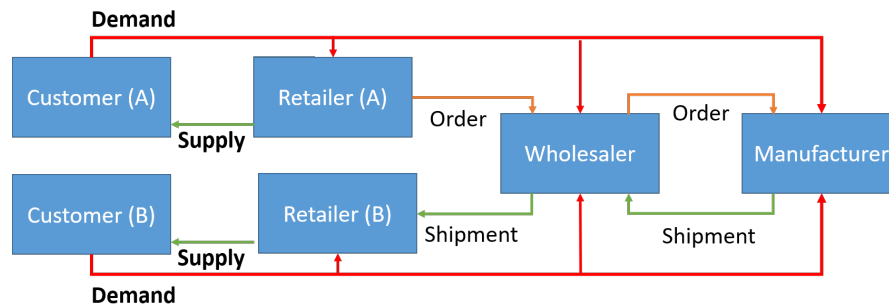 Demand
Customer (A)
Retailer (A)
Order
Order
Supply
Wholesaler
Manufacturer
Customer (B)
Retailer (B)
Shipment
Shipment
Supply
Demand